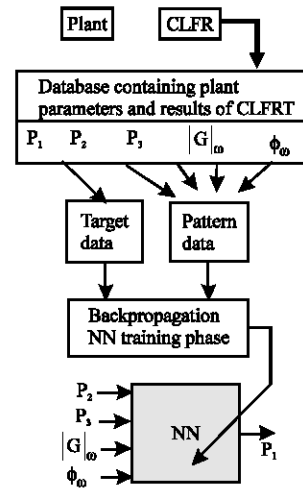 Plant CLFR
Database containing plant
parameters and results of CLFRT
P₁ P₂ P₃ |G|ω ϕω
Target
data
Pattern
data
Backpropagation
NN training phase
P₂
P₃
|G|ω
ϕω
NN
P₁